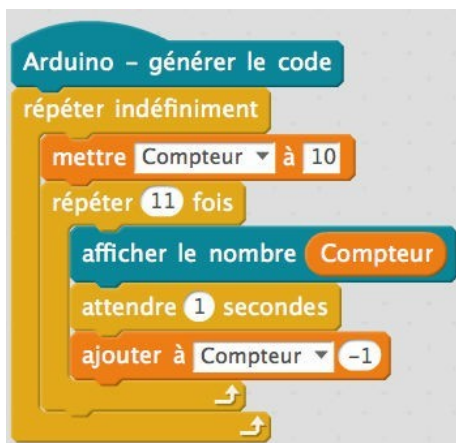 Arduino – générer le code
répéter indéfiniment
mettre Compteur à 10
répéter 11 fois
afficher le nombre Compteur
attendre 1 secondes
ajouter à Compteur -1